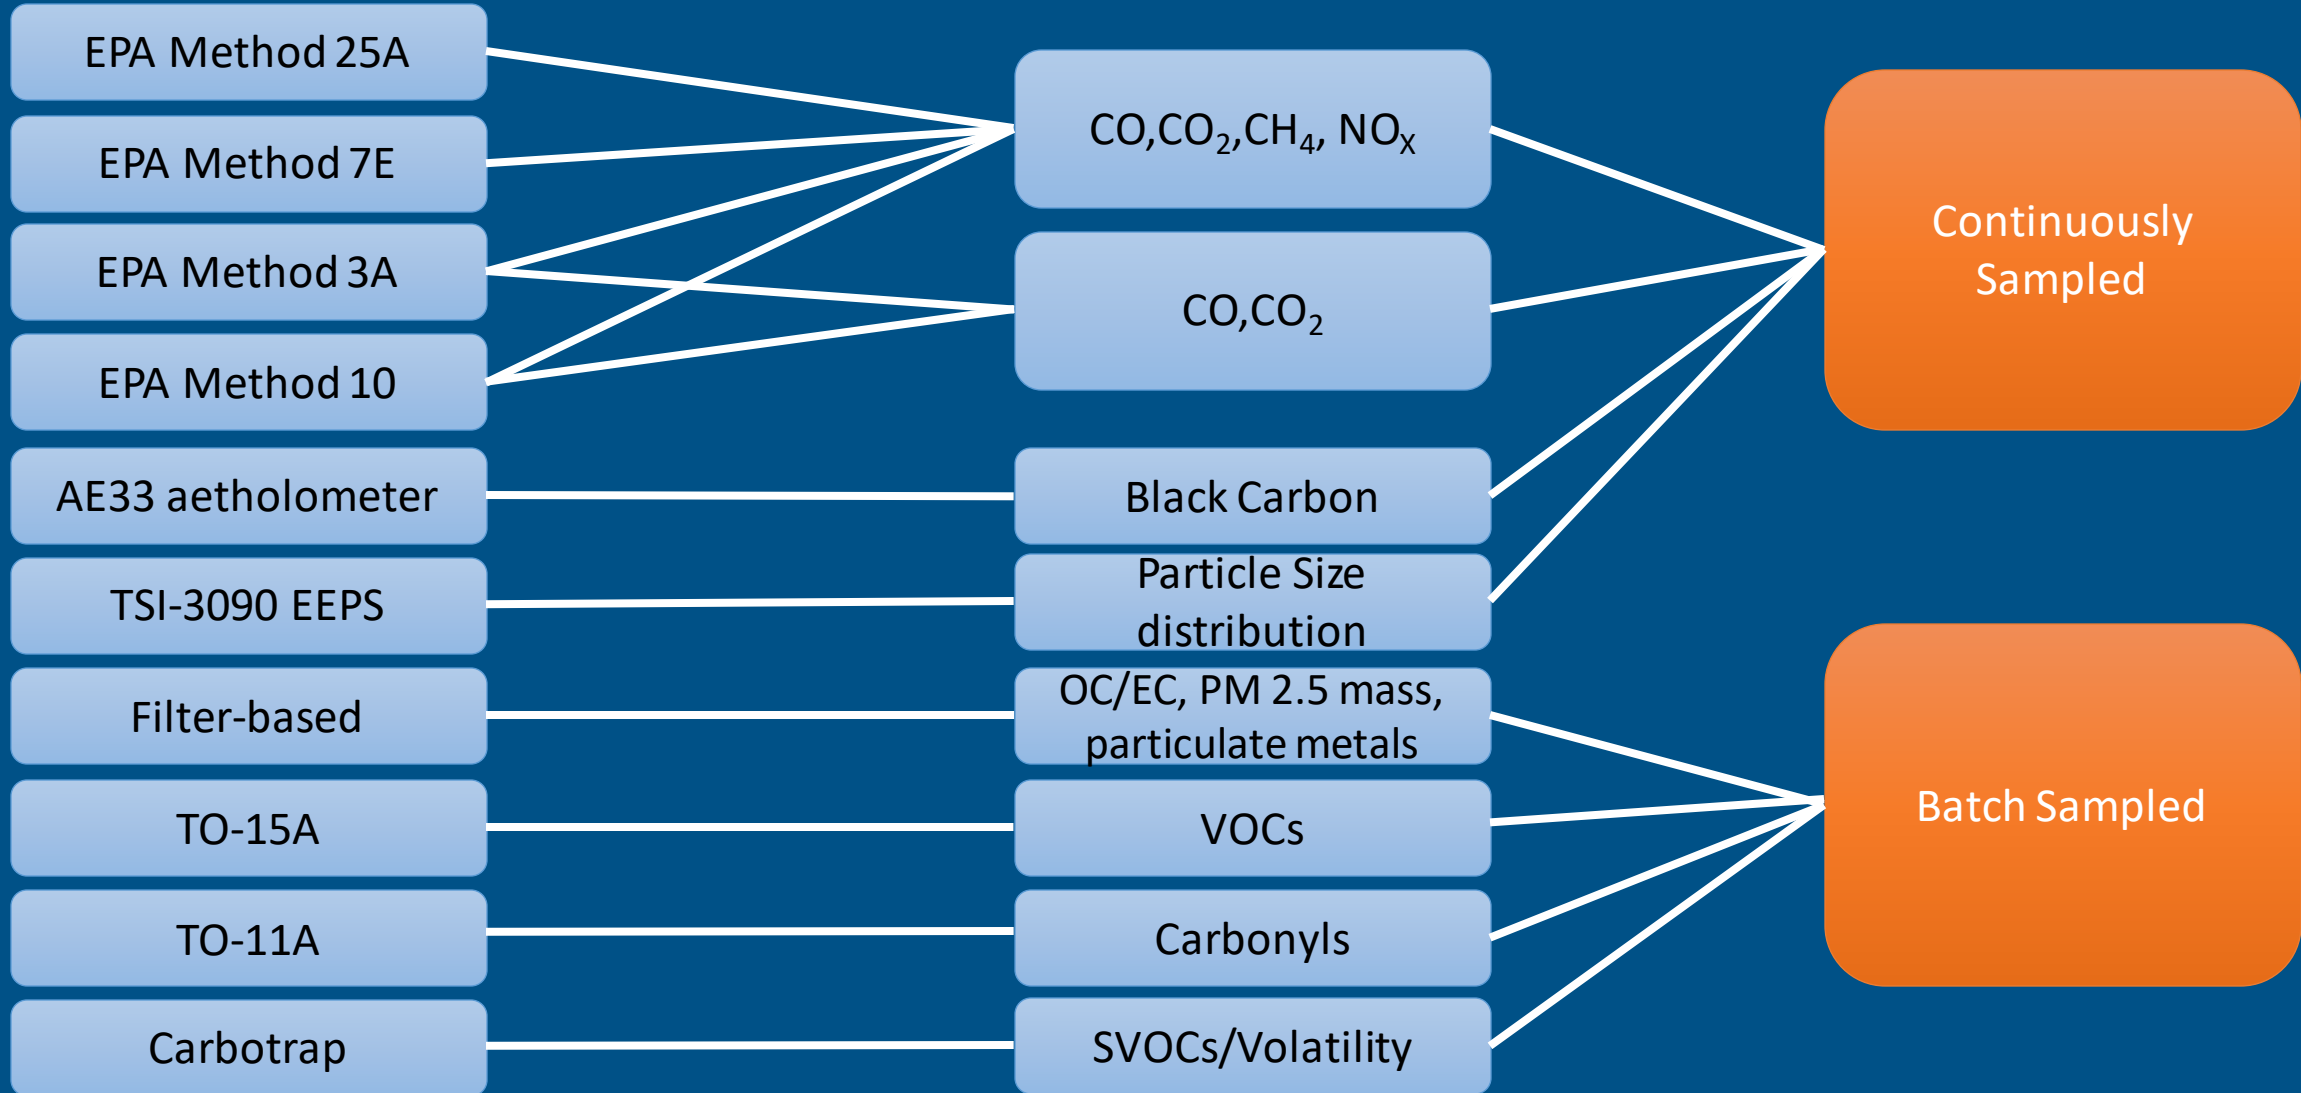 EPA Method 25A
EPA Method 7E
EPA Method 3A
EPA Method 10
AE33 aetholometer
TSI-3090 EEPS
Filter-based
TO-15A
TO-11A
Carbotrap
CO,CO₂,CH₄, NOₓ
CO,CO₂
Black Carbon
Particle Size
distribution
OC/EC, PM 2.5 mass,
particulate metals
VOCs
Carbonyls
SVOCs/Volatility
Continuously
Sampled
Batch Sampled